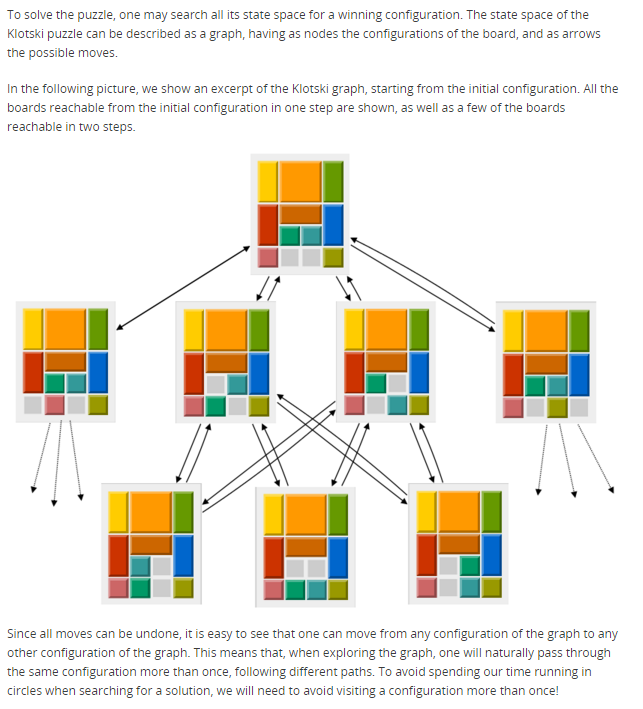 To solve the puzzle, one may search all its state space for a winning configuration. The state space of the
Klotski puzzle can be described as a graph, having as nodes the configurations of the board, and as arrows
the possible moves.
In the following picture, we show an excerpt of the Klotski graph, starting from the initial configuration. All the
boards reachable from the initial configuration in one step are shown, as well as a few of the boards
reachable in two steps.
Since all moves can be undone, it is easy to see that one can move from any configuration of the graph to any
other configuration of the graph. This means that, when exploring the graph, one will naturally pass through
the same configuration more than once, following different paths. To avoid spending our time running in
circles when searching for a solution, we will need to avoid visiting a configuration more than once!